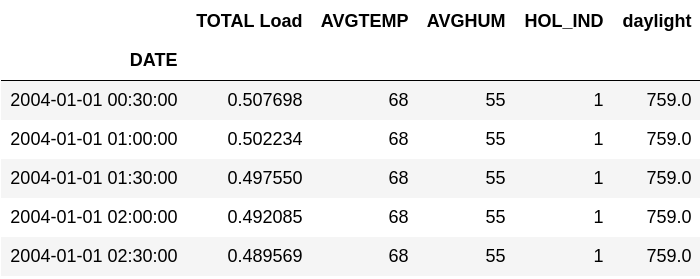 TOTAL Load AVGTEMP AVGHUM HOL_IND daylight
DATE
2004-01-01 00:30:00 0.507698 68 55 1 759.0
2004-01-01 01:00:00 0.502234 68 55 1 759.0
2004-01-01 01:30:00 0.497550 68 55 1 759.0
2004-01-01 02:00:00 0.492085 68 55 1 759.0
2004-01-01 02:30:00 0.489569 68 55 1 759.0